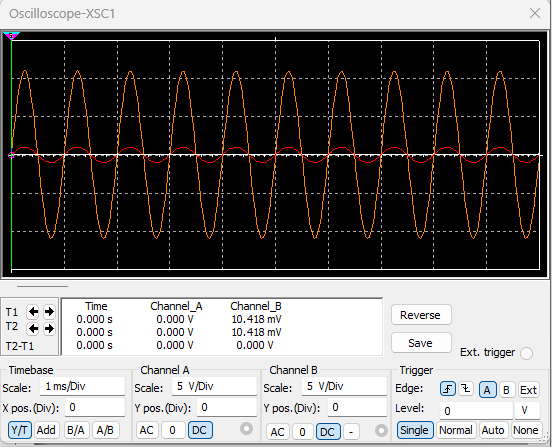 Oscilloscope-XSC1
Time Channel_A Channel_B
T1 0.000 s 0.000 V 10.418 mV
T2 0.000 s 0.000 V 10.418 mV
T2-T1 0.000 s 0.000 V 0.000 V
Reverse
Save
Ext. trigger
Timebase Channel A Channel B Trigger
Scale: 1 ms/Div Scale: 5 V/Div Scale: 5 V/Div Edge: A B Ext
X pos.(Div): 0 Y pos.(Div): 0 Y pos.(Div): 0 Level: 0 V
Y/T Add B/A A/B AC 0 DC AC 0 DC - Single Normal Auto None